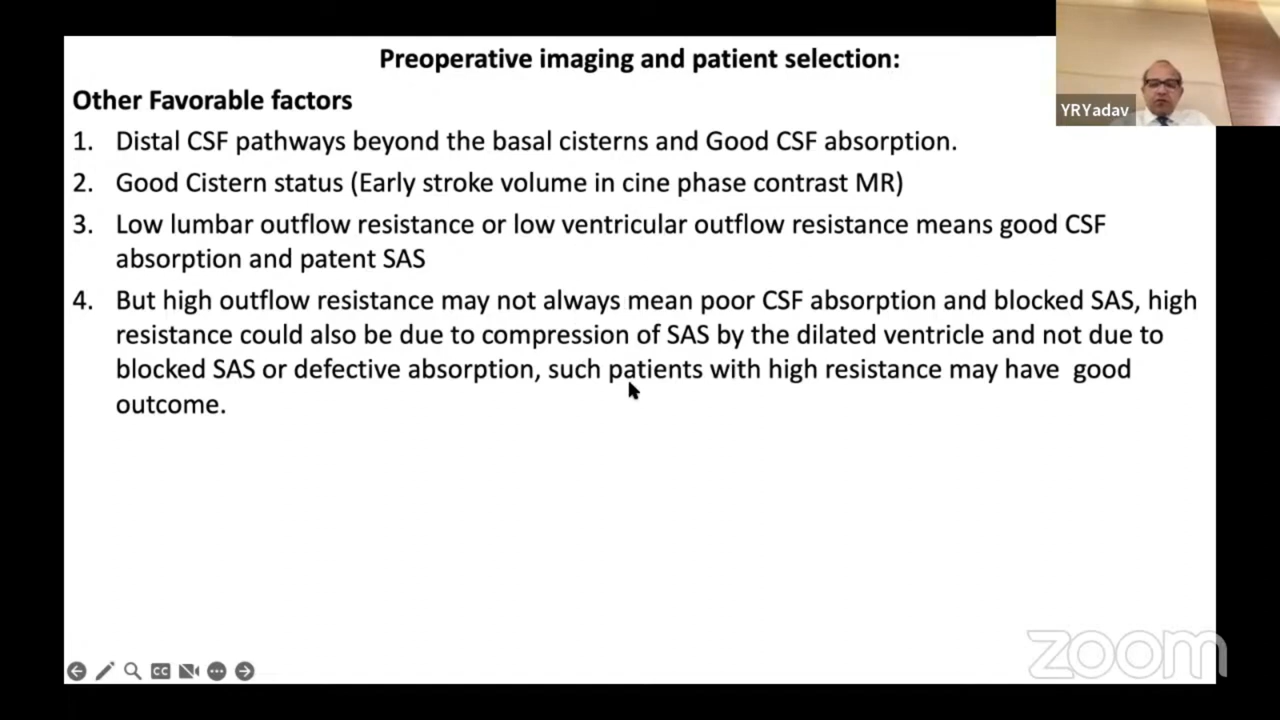 Preoperative imaging and patient selection:
YRYadav
Other Favorable factors
1. Distal CSF pathways beyond the basal cisterns and Good CSF absorption.
2. Good Cistern status (Early stroke volume in cine phase contrast MR)
3. Low lumbar outflow resistance or low ventricular outflow resistance means good CSF
absorption and patent SAS
4. But high outflow resistance may not always mean poor CSF absorption and blocked SAS, high
resistance could also be due to compression of SAS by the dilated ventricle and not due to
blocked SAS or defective absorption, such patients with high resistance may have good
outcome.
CC
zoom